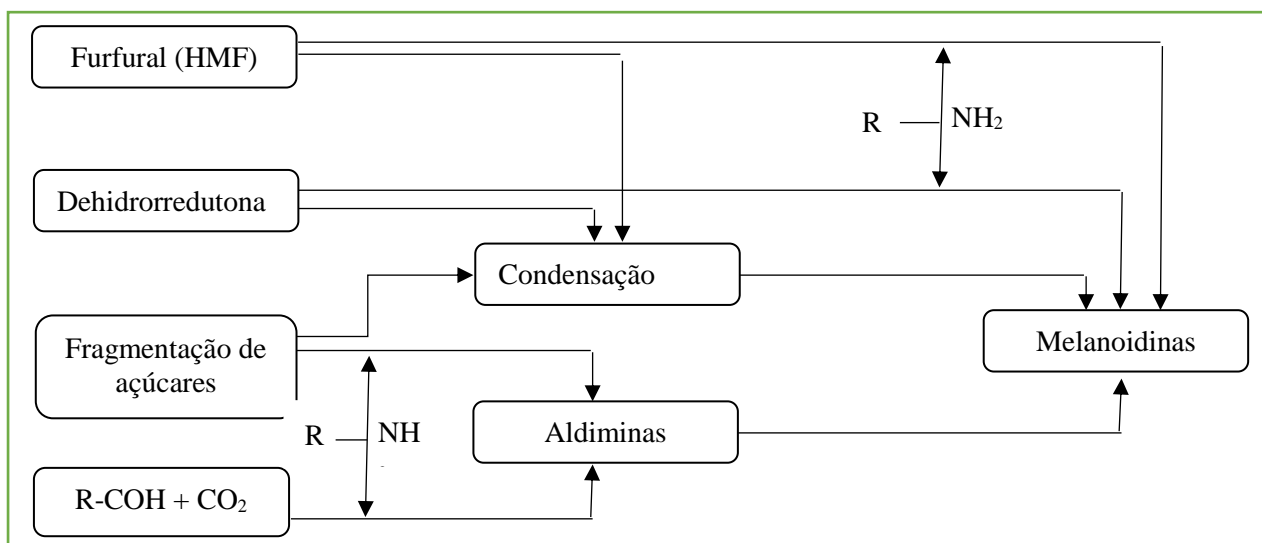 Furfural (HMF)
R
NH₂
Dehidrorredutona
Condensação
Fragmentação de
açúcares
Melanoidinas
R
NH
Aldiminas
R-COH + CO₂